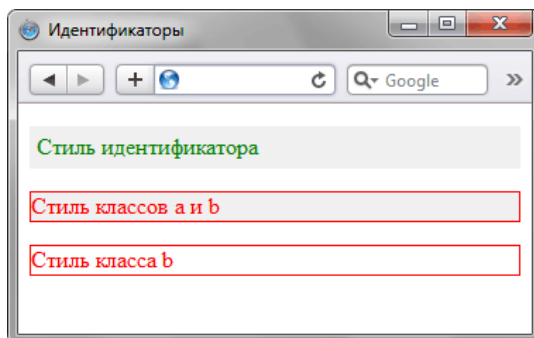 Идентификаторы
Google
Стиль идентификатора
Стиль классов a и b
Стиль класса b